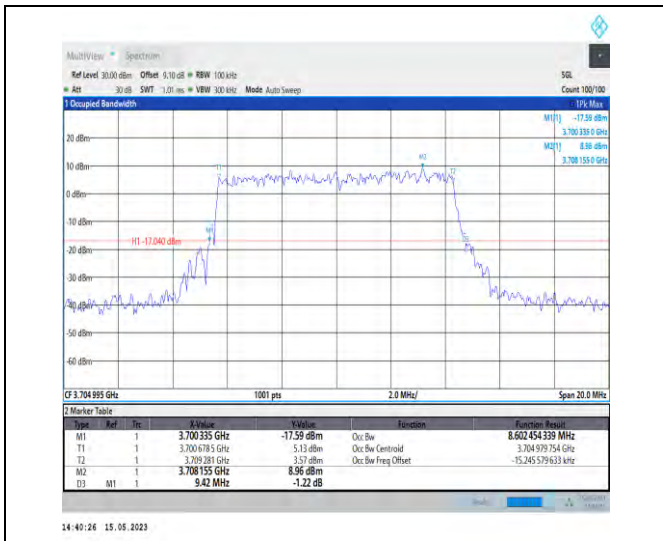 MultiView Spectrum
Ref Level 30.00 dBm Offset 9.10 dB RBW 100 kHz SGL
Att 30 dB SWT 1.01 ms VBW 300 kHz Mode Auto Sweep Count 100/100
1 Occupied Bandwidth 1Pk Max
M1[1] -17.59 dBm
3.700 335 0 GHz
M2[1] 8.96 dBm
3.708 155 0 GHz
20 dBm
10 dBm
M2
T1
T2
0 dBm
-10 dBm
M1
H1 -17.040 dBm
-20 dBm
-30 dBm
-40 dBm
-50 dBm
-60 dBm
CF 3.704 995 GHz 1001 pts 2.0 MHz/ Span 20.0 MHz
2 Marker Table
Type Ref Trc X-Value Y-Value Function Function Result
M1 1 3.700 335 GHz -17.59 dBm Occ Bw 8.602 454 339 MHz
T1 1 3.700 678 5 GHz 5.13 dBm Occ Bw Centroid 3.704 979 754 GHz
T2 1 3.709 281 GHz 3.57 dBm Occ Bw Freq Offset -15.245 579 633 kHz
M2 1 3.708 155 GHz 8.96 dBm
D3 M1 1 9.42 MHz -1.22 dB
14:40:26 15.05.2023